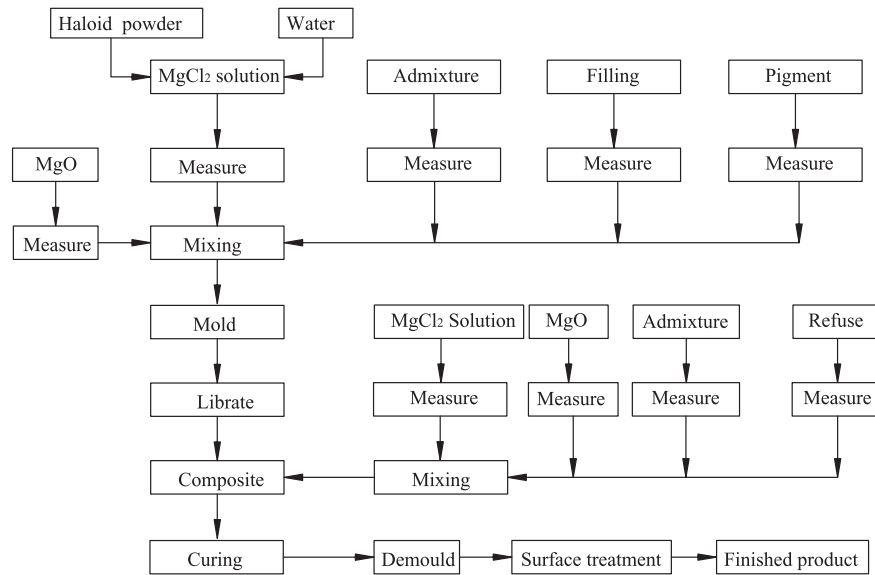 Haloid powder
Water
MgCl₂ solution
Admixture
Filling
Pigment
MgO
Measure
Measure
Measure
Measure
Measure
Mixing
Mold
MgCl₂ Solution
MgO
Admixture
Refuse
Librate
Measure
Measure
Measure
Measure
Composite
Mixing
Curing
Demould
Surface treatment
Finished product